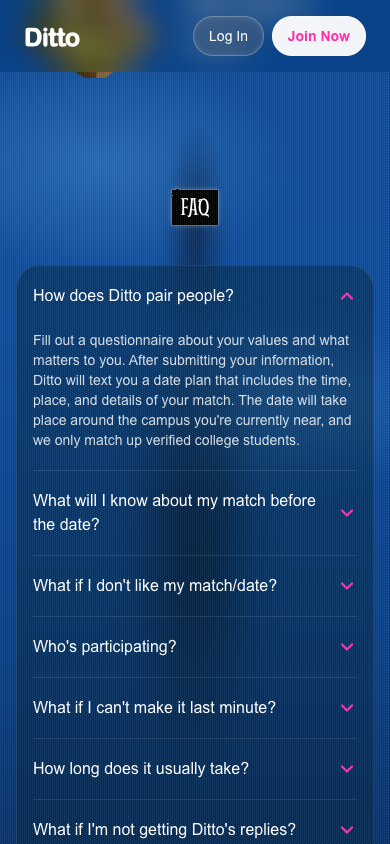 Ditto
Log In
Join Now
FAQ
How does Ditto pair people?
Fill out a questionnaire about your values and what
matters to you. After submitting your information,
Ditto will text you a date plan that includes the time,
place, and details of your match. The date will take
place around the campus you're currently near, and
we only match up verified college students.
What will I know about my match before
the date?
What if I don't like my match/date?
Who's participating?
What if I can't make it last minute?
How long does it usually take?
What if I'm not getting Ditto's replies?